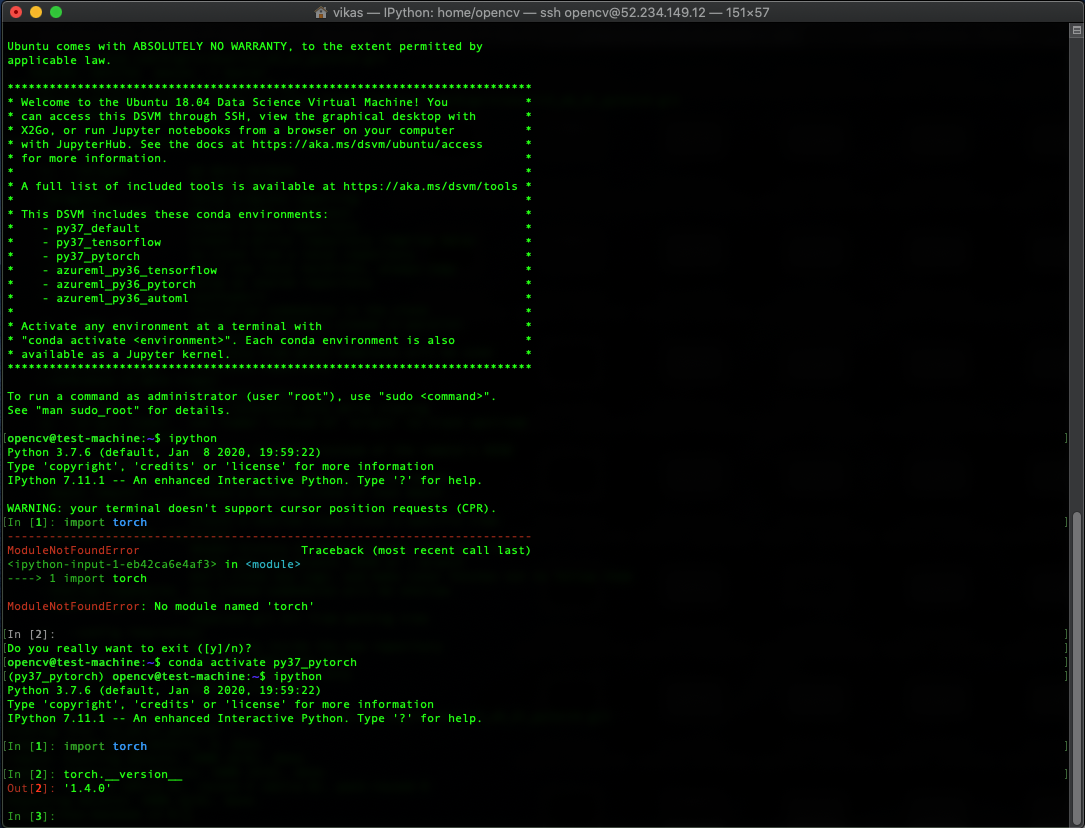 vikas — IPython: home/opencv — ssh opencv@52.234.149.12 — 151×57
Ubuntu comes with ABSOLUTELY NO WARRANTY, to the extent permitted by
applicable law.
***************************************************************************
* Welcome to the Ubuntu 18.04 Data Science Virtual Machine! You           *
* can access this DSVM through SSH, view the graphical desktop with       *
* X2Go, or run Jupyter notebooks from a browser on your computer          *
* with JupyterHub. See the docs at https://aka.ms/dsvm/ubuntu/access      *
* for more information.                                                   *
*                                                                         *
* A full list of included tools is available at https://aka.ms/dsvm/tools *
*                                                                         *
* This DSVM includes these conda environments:                            *
*    - py37_default                                                       *
*    - py37_tensorflow                                                    *
*    - py37_pytorch                                                       *
*    - azureml_py36_tensorflow                                            *
*    - azureml_py36_pytorch                                               *
*    - azureml_py36_automl                                                *
*                                                                         *
* Activate any environment at a terminal with                             *
* "conda activate <environment>". Each conda environment is also          *
* available as a Jupyter kernel.                                          *
***************************************************************************
To run a command as administrator (user "root"), use "sudo <command>".
See "man sudo_root" for details.
[opencv@test-machine:~$ ipython ]
Python 3.7.6 (default, Jan  8 2020, 19:59:22)
Type 'copyright', 'credits' or 'license' for more information
IPython 7.11.1 -- An enhanced Interactive Python. Type '?' for help.
WARNING: your terminal doesn't support cursor position requests (CPR).
[In [1]: import torch ]
---------------------------------------------------------------------------
ModuleNotFoundError                       Traceback (most recent call last)
<ipython-input-1-eb42ca6e4af3> in <module>
----> 1 import torch
ModuleNotFoundError: No module named 'torch'
[In [2]: ]
[Do you really want to exit ([y]/n)? ]
[opencv@test-machine:~$ conda activate py37_pytorch ]
[(py37_pytorch) opencv@test-machine:~$ ipython ]
Python 3.7.6 (default, Jan  8 2020, 19:59:22)
Type 'copyright', 'credits' or 'license' for more information
IPython 7.11.1 -- An enhanced Interactive Python. Type '?' for help.
[In [1]: import torch ]
[In [2]: torch.__version__ ]
Out[2]: '1.4.0'
In [3]: